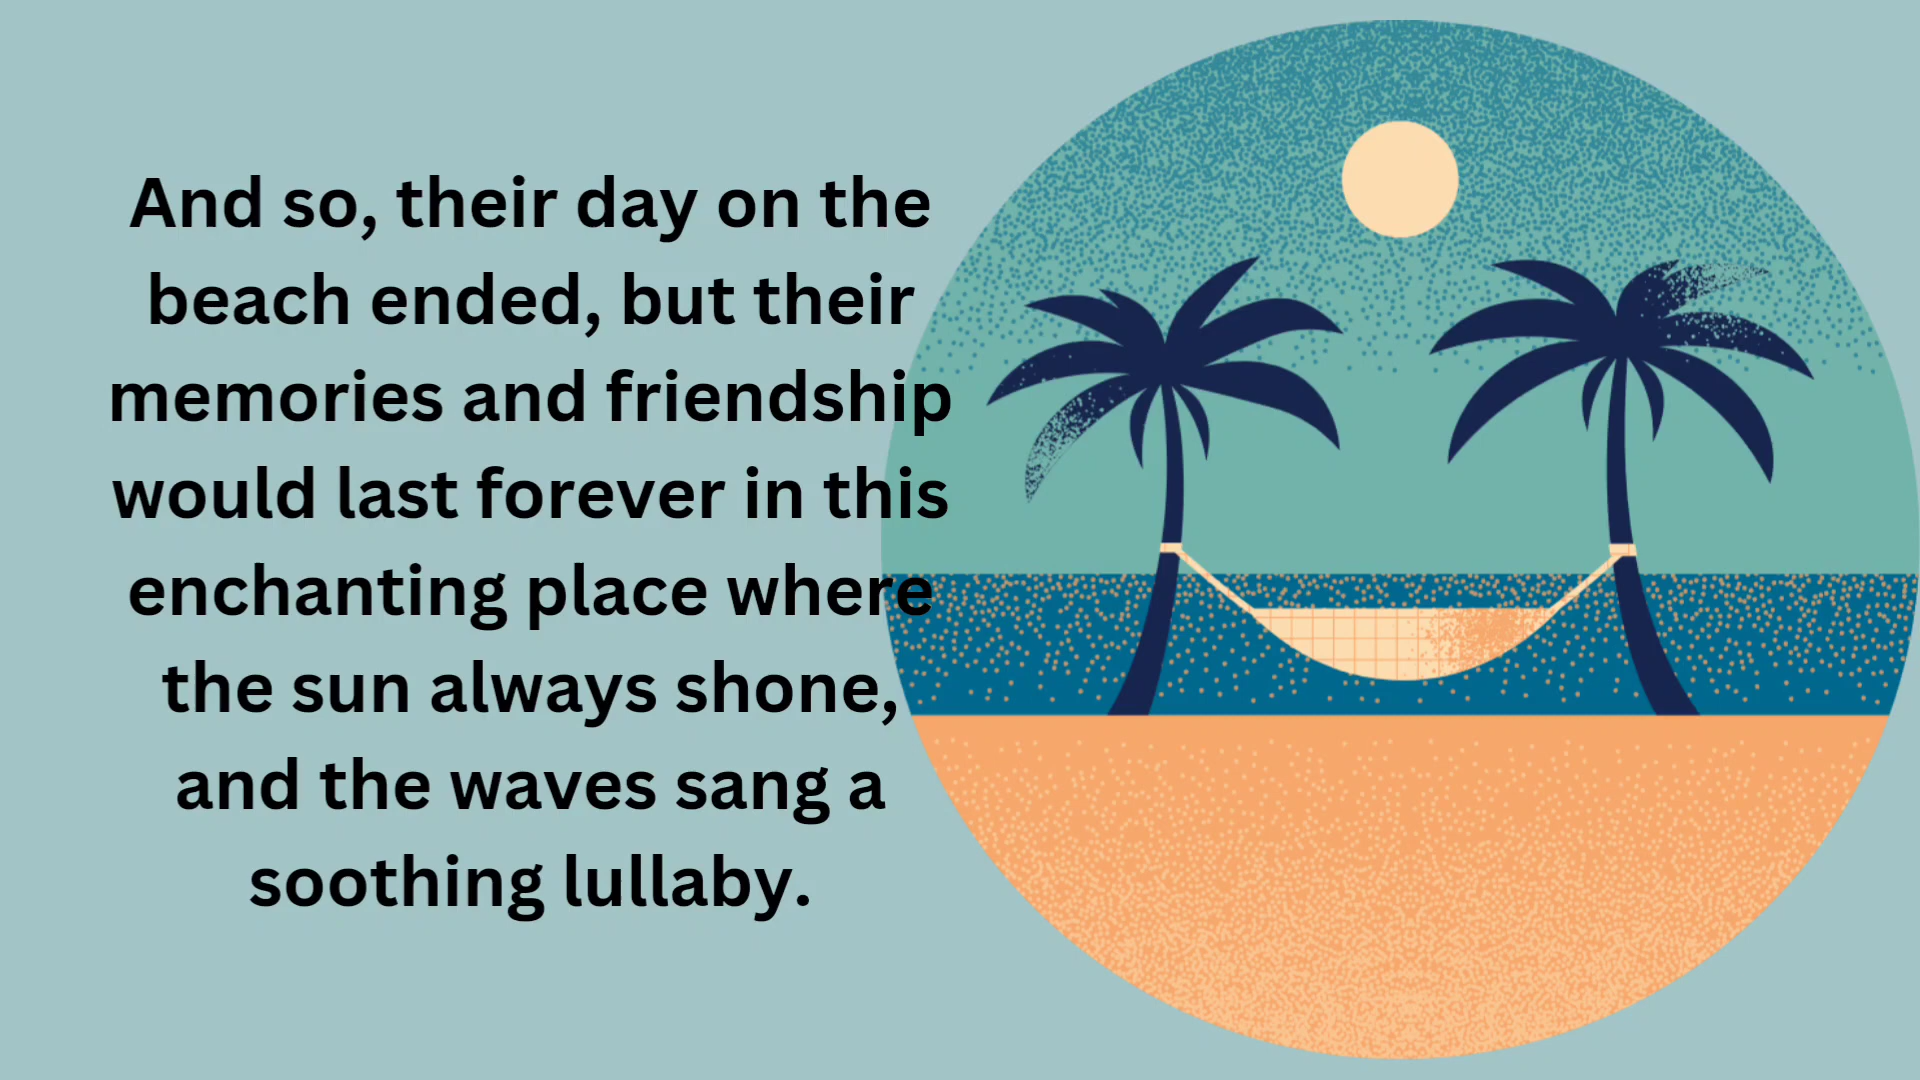 And so, their day on the
beach ended, but their
memories and friendship
would last forever in this
enchanting place where
the sun always shone,
and the waves sang a
soothing lullaby.